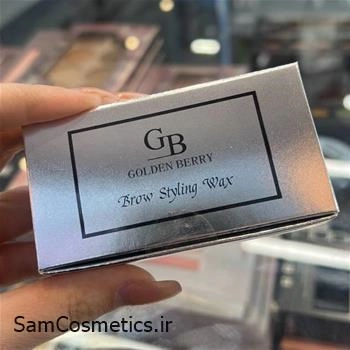 GB
GOLDEN BERRY
Brow Styling Wax
SamCosmetics.ir